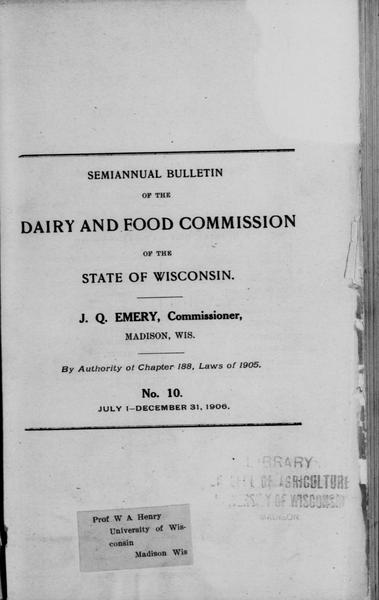 SEMIANNUAL BULLETIN
OF THE
DAIRY AND FOOD COMMISSION
OF THE
STATE OF WISCONSIN.
J. Q. EMERY, Commissioner,
MADISON, WIS.
By Authority of Chapter 188, Laws of 1905.
No. 10.
JULY 1–DECEMBER 31, 1906.
LIBRARY
OF AGRICULTURE
OF WISCONSIN
MADISON
Prof W A Henry
University of Wis-
consin
Madison Wis